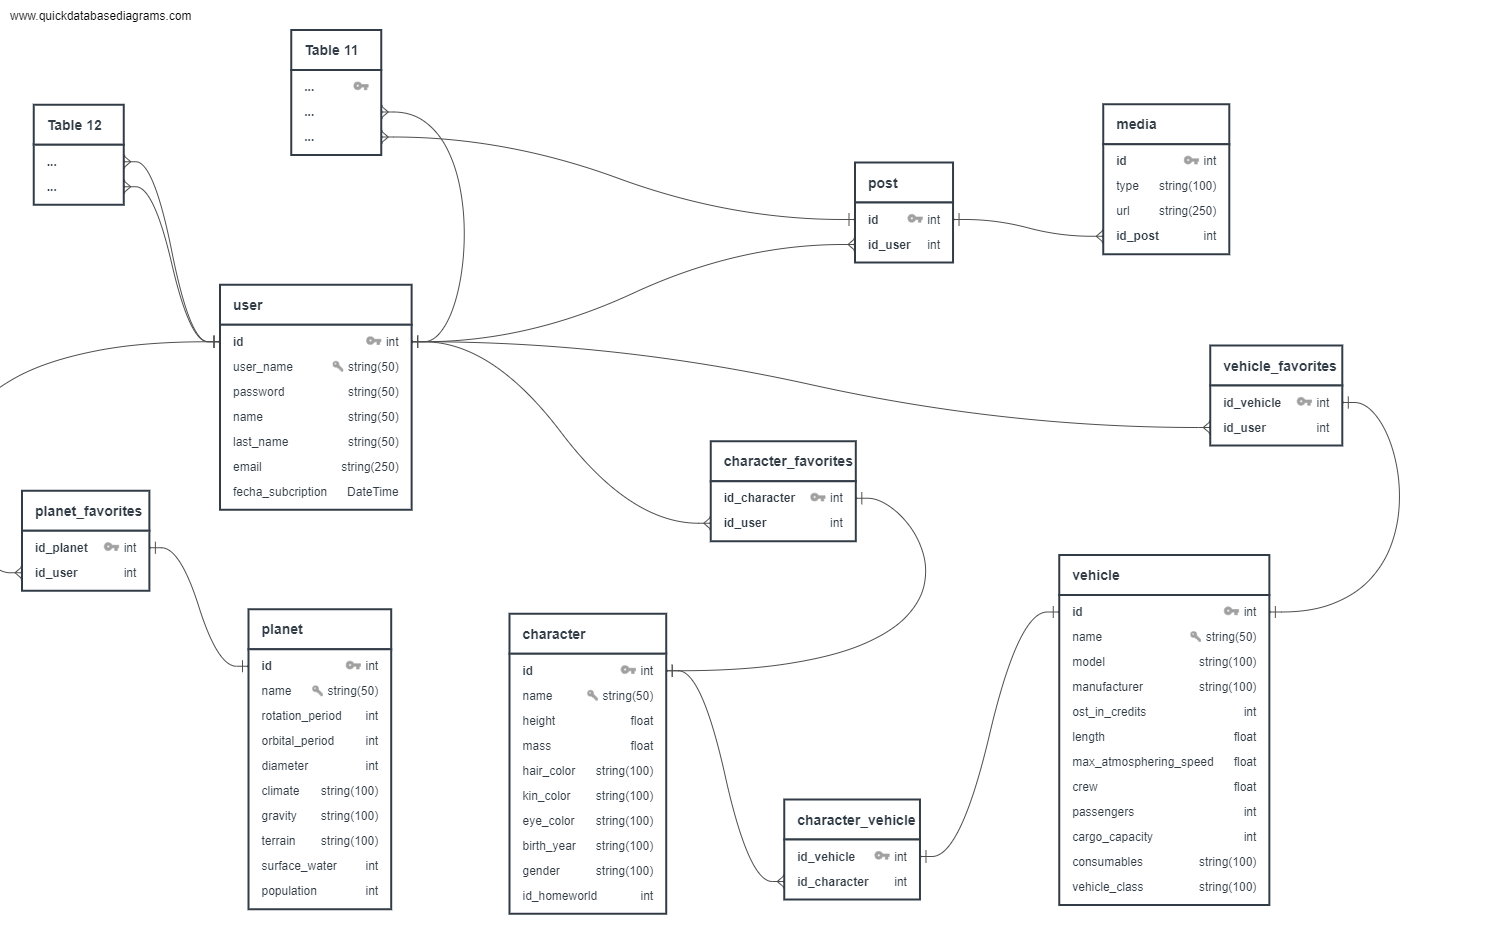 www.quickdatabasediagrams.com
Table 11
...
...
...
Table 12
...
...
media
id int
type string(100)
url string(250)
id_post int
post
id int
id_user int
user
id int
user_name string(50)
password string(50)
name string(50)
last_name string(50)
email string(250)
fecha_subcription DateTime
vehicle_favorites
id_vehicle int
id_user int
character_favorites
id_character int
id_user int
planet_favorites
id_planet int
id_user int
planet
id int
name string(50)
rotation_period int
orbital_period int
diameter int
climate string(100)
gravity string(100)
terrain string(100)
surface_water int
population int
character
id int
name string(50)
height float
mass float
hair_color string(100)
kin_color string(100)
eye_color string(100)
birth_year string(100)
gender string(100)
id_homeworld int
vehicle
id int
name string(50)
model string(100)
manufacturer string(100)
ost_in_credits int
length float
max_atmosphering_speed float
crew float
passengers int
cargo_capacity int
consumables string(100)
vehicle_class string(100)
character_vehicle
id_vehicle int
id_character int